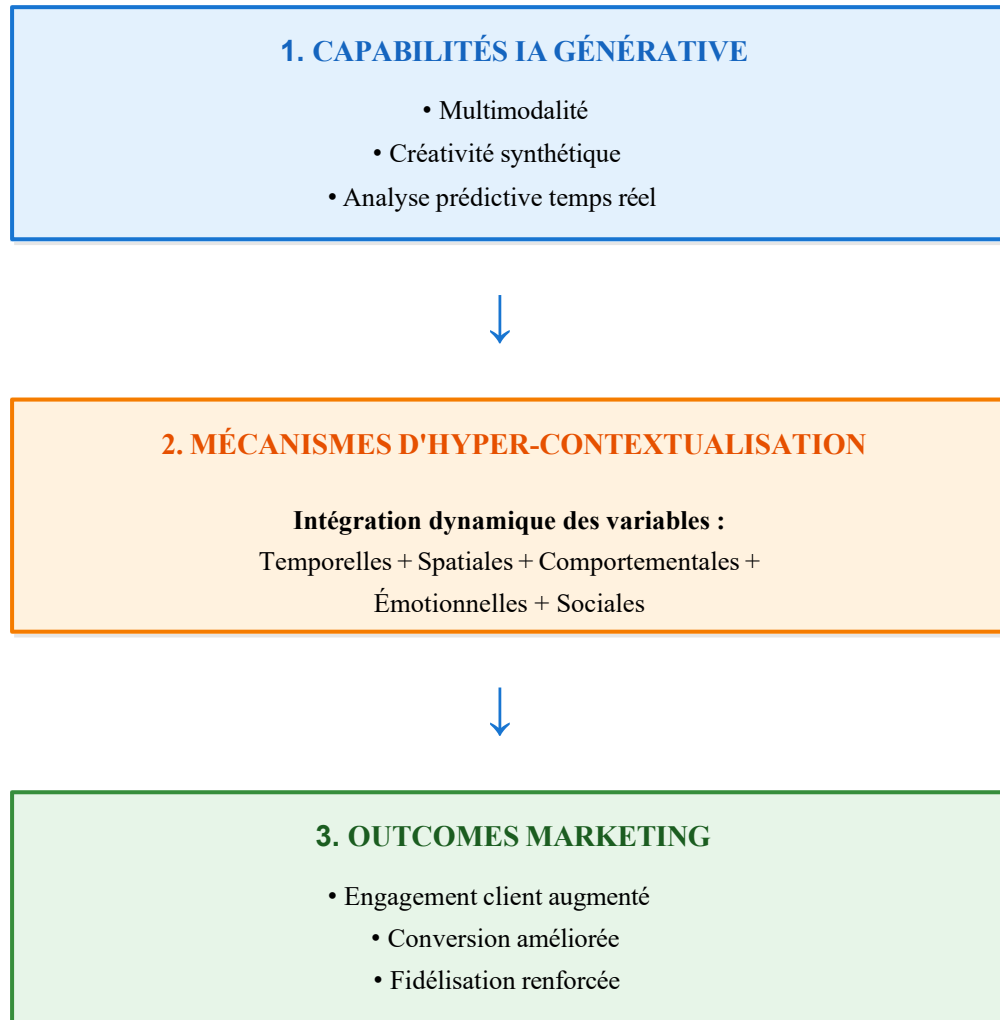 1. CAPABILITÉS IA GÉNÉRATIVE
• Multimodalité
• Créativité synthétique
• Analyse prédictive temps réel
↓
2. MÉCANISMES D'HYPER-CONTEXTUALISATION
Intégration dynamique des variables :
Temporelles + Spatiales + Comportementales +
Émotionnelles + Sociales
↓
3. OUTCOMES MARKETING
• Engagement client augmenté
• Conversion améliorée
• Fidélisation renforcée